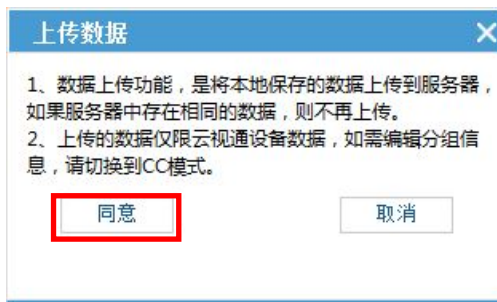 上传数据
1、数据上传功能，是将本地保存的数据上传到服务器，
如果服务器中存在相同的数据，则不再上传。
2、上传的数据仅限云视通设备数据，如需编辑分组信
息，请切换到CC模式。
同意
取消